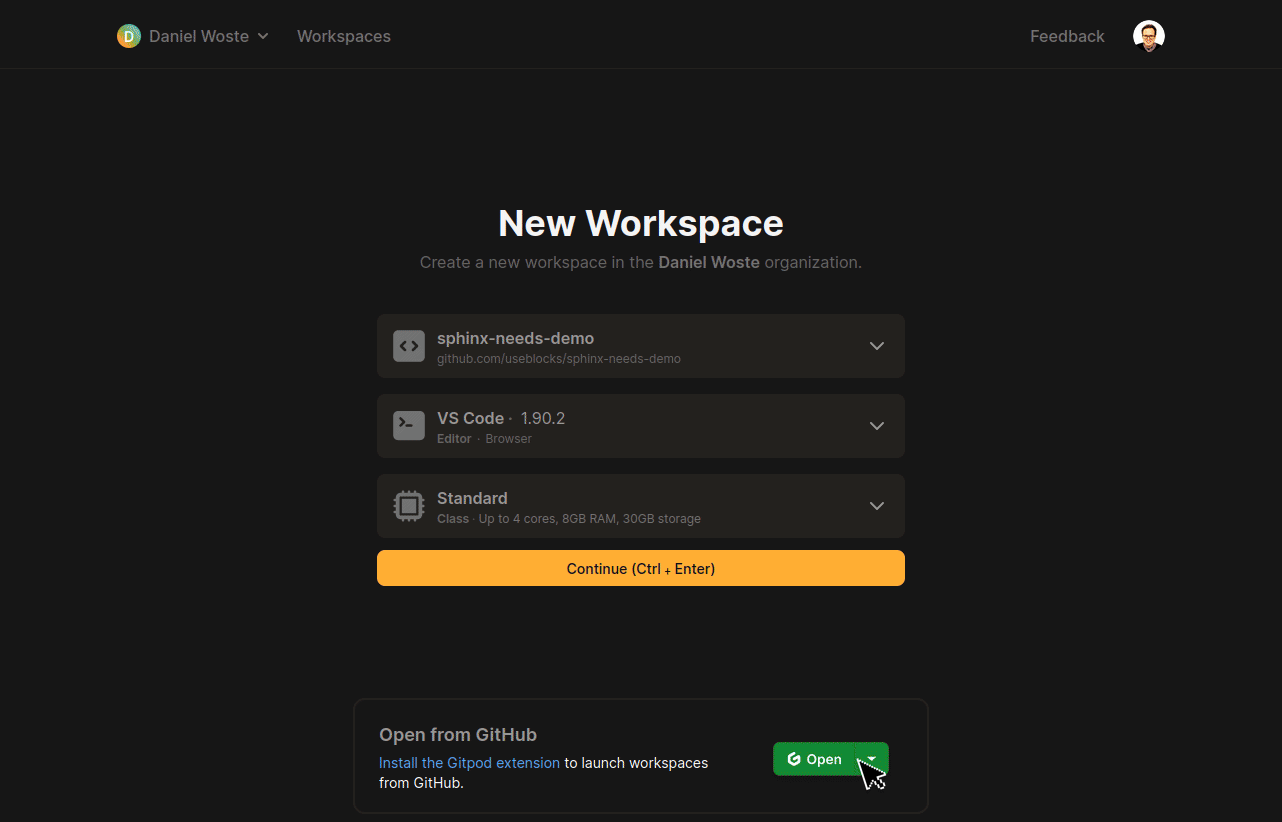 D Daniel Woste Workspaces Feedback
New Workspace
Create a new workspace in the Daniel Woste organization.
sphinx-needs-demo
github.com/useblocks/sphinx-needs-demo
VS Code · 1.90.2
Editor · Browser
Standard
Class · Up to 4 cores, 8GB RAM, 30GB storage
Continue (Ctrl + Enter)
Open from GitHub
Install the Gitpod extension to launch workspaces
from GitHub.
Open